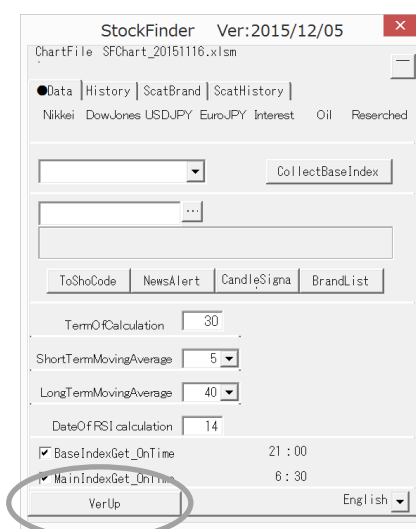 StockFinder Ver:2015/12/05
ChartFile SFChart_20151116.xlsm
●Data History ScatBrand ScatHistory
Nikkei DowJones USDJPY EuroJPY Interest Oil Reserched
CollectBaseIndex
...
ToShoCode NewsAlert CandleSigna BrandList
TermOfCalculation 30
ShortTermMovingAverage 5
LongTermMovingAverage 40
DateOfRSIcalculation 14
BaseIndexGet_OnTime 21:00
MainIndexGet_OnTime 6:30
VerUp English